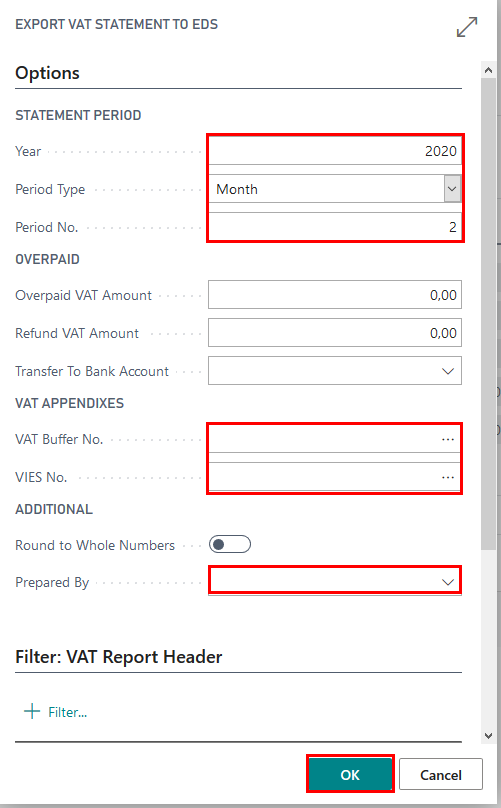 EXPORT VAT STATEMENT TO EDS
Options
STATEMENT PERIOD
Year 2020
Period Type Month
Period No. 2
OVERPAID
Overpaid VAT Amount 0,00
Refund VAT Amount 0,00
Transfer To Bank Account
VAT APPENDIXES
VAT Buffer No. ...
VIES No. ...
ADDITIONAL
Round to Whole Numbers
Prepared By
Filter: VAT Report Header
+ Filter...
OK Cancel